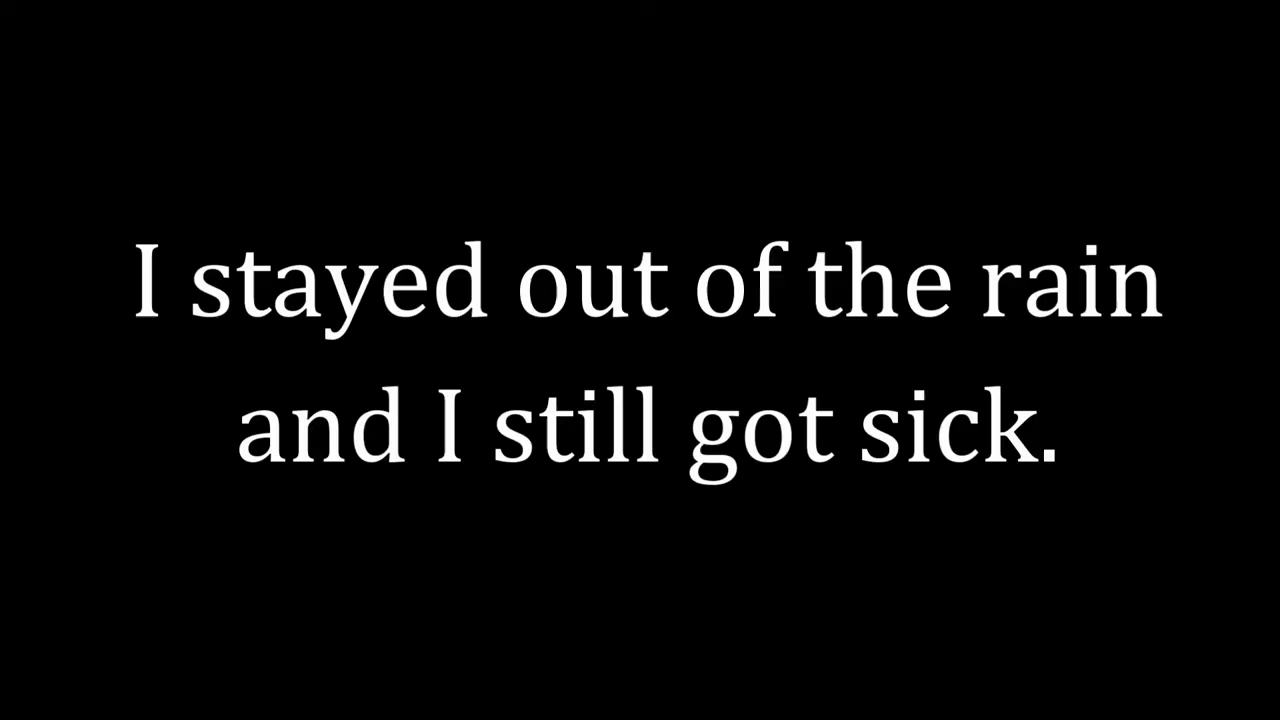 I stayed out of the rain
and I still got sick.